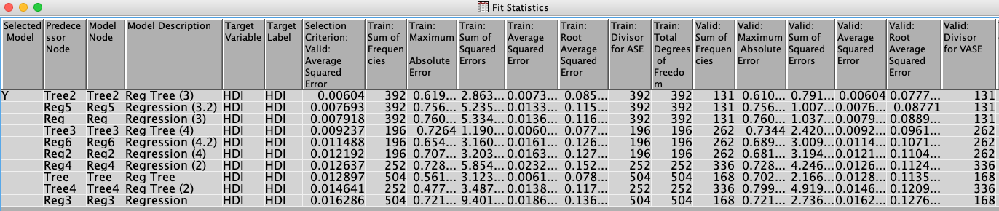 Fit Statistics
Selected Model Predece ssor Node Model Node Model Description Target Variable Target Label Selection Criterion: Valid: Average Squared Error Train: Sum of Frequen cies Train: Maximum Absolute Error Train: Sum of Squared Errors Train: Average Squared Error Train: Root Average Squared Error Train: Divisor for ASE Train: Total Degrees of Freedo m Valid: Sum of Frequen cies Valid: Maximum Absolute Error Valid: Sum of Squared Errors Valid: Average Squared Error Valid: Root Average Squared Error Valid: Divisor for VASE
Y Tree2 Tree2 Reg Tree (3) HDI HDI 0.00604 392 0.619... 2.863... 0.0073... 0.085... 392 392 131 0.610... 0.791... 0.00604 0.0777... 131
Reg5 Reg5 Regression (3.2) HDI HDI 0.007693 392 0.756... 5.235... 0.0133... 0.115... 392 392 131 0.756... 1.007... 0.0076... 0.08771 131
Reg Reg Regression (3) HDI HDI 0.007918 392 0.760... 5.334... 0.0136... 0.116... 392 392 131 0.760... 1.037... 0.0079... 0.0889... 131
Tree3 Tree3 Reg Tree (4) HDI HDI 0.009237 196 0.7264 1.190... 0.0060... 0.077... 196 196 262 0.7344 2.420... 0.0092... 0.0961... 262
Reg6 Reg6 Regression (4.2) HDI HDI 0.011488 196 0.654... 3.160... 0.0161... 0.126... 196 196 262 0.689... 3.009... 0.0114... 0.1071... 262
Reg2 Reg2 Regression (4) HDI HDI 0.012192 196 0.707... 3.203... 0.0163... 0.127... 196 196 262 0.681... 3.194... 0.0121... 0.1104... 262
Reg4 Reg4 Regression (2) HDI HDI 0.012637 252 0.728... 5.854... 0.0232... 0.152... 252 252 336 0.728... 4.246... 0.0126... 0.1124... 336
Tree Tree Reg Tree HDI HDI 0.012897 504 0.561... 3.123... 0.0061... 0.078... 504 504 168 0.702... 2.166... 0.0128... 0.1135... 168
Tree4 Tree4 Reg Tree (2) HDI HDI 0.014641 252 0.477... 3.487... 0.0138... 0.117... 252 252 336 0.799... 4.919... 0.0146... 0.1209... 336
Reg3 Reg3 Regression HDI HDI 0.016286 504 0.721... 9.401... 0.0186... 0.136... 504 504 168 0.721... 2.736... 0.0162... 0.1276... 168